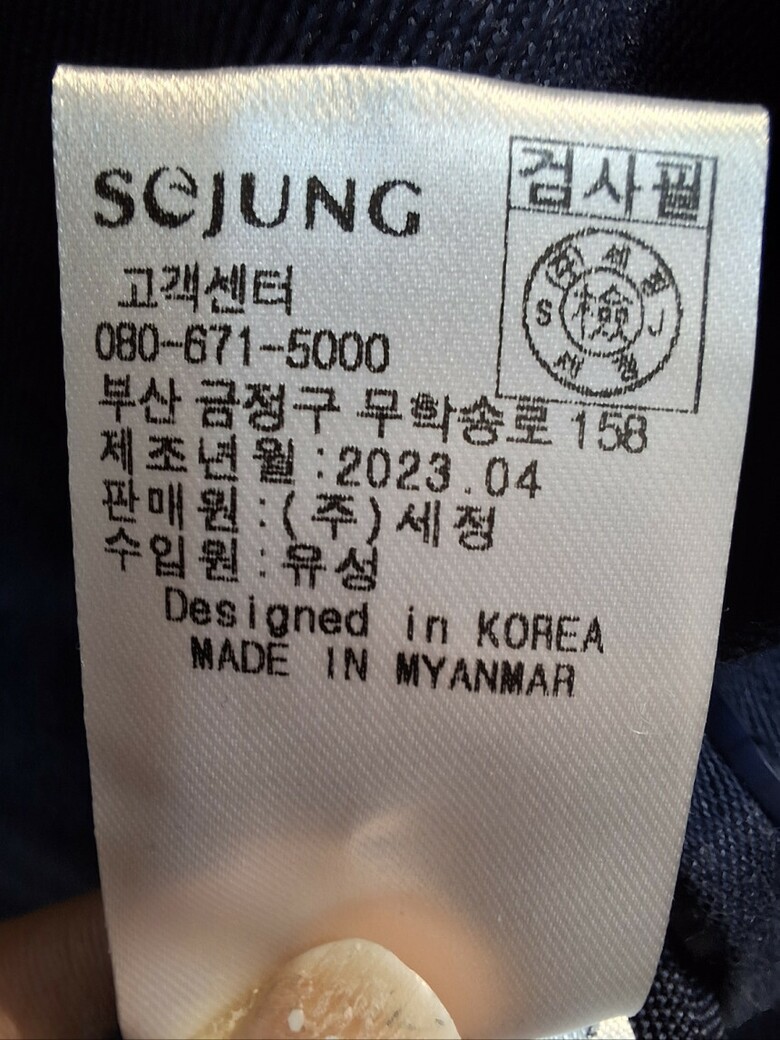 SEJUNG
검사필
檢
S J
고객센터
080-671-5000
부산 금정구 무학송로 158
제조년월:2023.04
판매원:(주)세정
수입원:유성
Designed in KOREA
MADE IN MYANMAR